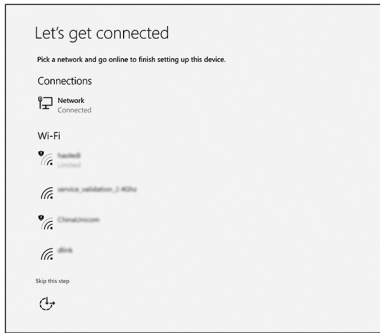 Let's get connected
Pick a network and go online to finish setting up this device.
Connections
Network
Connected
Wi-Fi
Limited
service_validation_2.4Ghz
ChinaUnicom
dlink
Skip this step